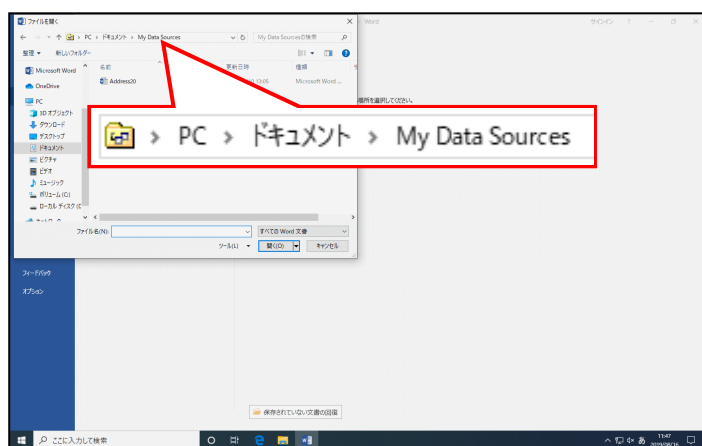 ファイルを開く
Word
サインイン ?
PC › ドキュメント › My Data Sources
My Data Sourcesの検索
整理 新しいフォルダー
名前 更新日時 種類
Microsoft Word
Address20 13:05 Microsoft Word ...
OneDrive
場所を選択してください。
PC
3D オブジェクト
ダウンロード
デスクトップ
ドキュメント
ピクチャ
ビデオ
ミュージック
ボリューム (C:)
ローカル ディスク (C
PC › ドキュメント › My Data Sources
ファイル名(N):
すべての Word 文書
ツール(L) 開く(O) キャンセル
フィードバック
オプション
保存されていない文書の回復
ここに入力して検索
あ 11:47
2019/08/16